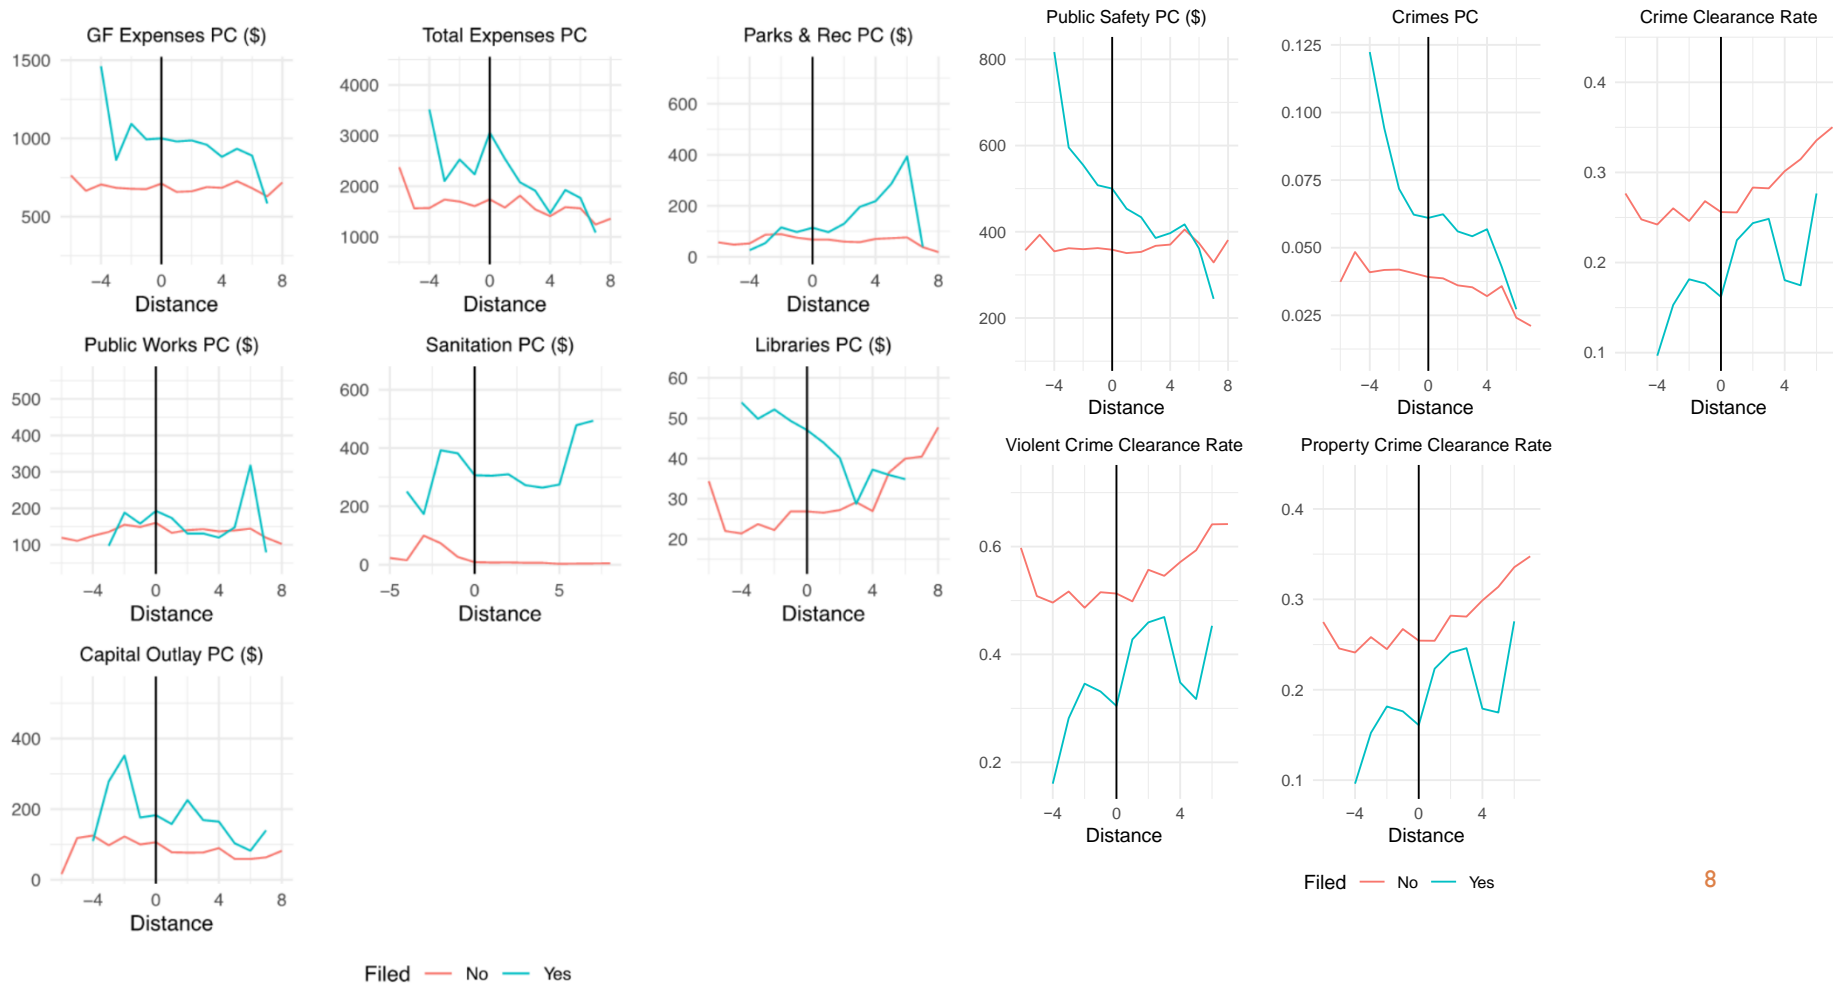 GF Expenses PC ($)
1500
1000
500
−4 0 4 8
Distance
Total Expenses PC
4000
3000
2000
1000
−4 0 4 8
Distance
Parks & Rec PC ($)
600
400
200
0
−4 0 4 8
Distance
Public Works PC ($)
500
400
300
200
100
−4 0 4 8
Distance
Sanitation PC ($)
600
400
200
0
−5 0 5
Distance
Libraries PC ($)
60
50
40
30
20
−4 0 4 8
Distance
Capital Outlay PC ($)
400
200
0
−4 0 4 8
Distance
Filed No Yes
Public Safety PC ($)
800
600
400
200
−4 0 4 8
Distance
Crimes PC
0.125
0.100
0.075
0.050
0.025
−4 0 4
Distance
Crime Clearance Rate
0.4
0.3
0.2
0.1
−4 0 4
Distance
Violent Crime Clearance Rate
0.6
0.4
0.2
−4 0 4
Distance
Property Crime Clearance Rate
0.4
0.3
0.2
0.1
−4 0 4
Distance
Filed No Yes
8